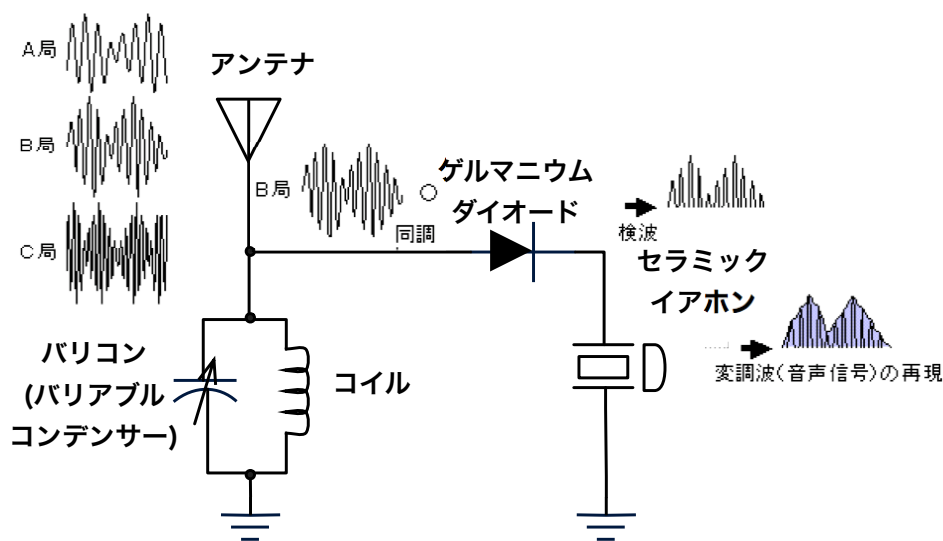 A局
アンテナ
B局
B局
ゲルマニウム
ダイオード
同調
検波
C局
セラミック
イアホン
バリコン
(バリアブル
コンデンサー)
コイル
変調波(音声信号)の再現